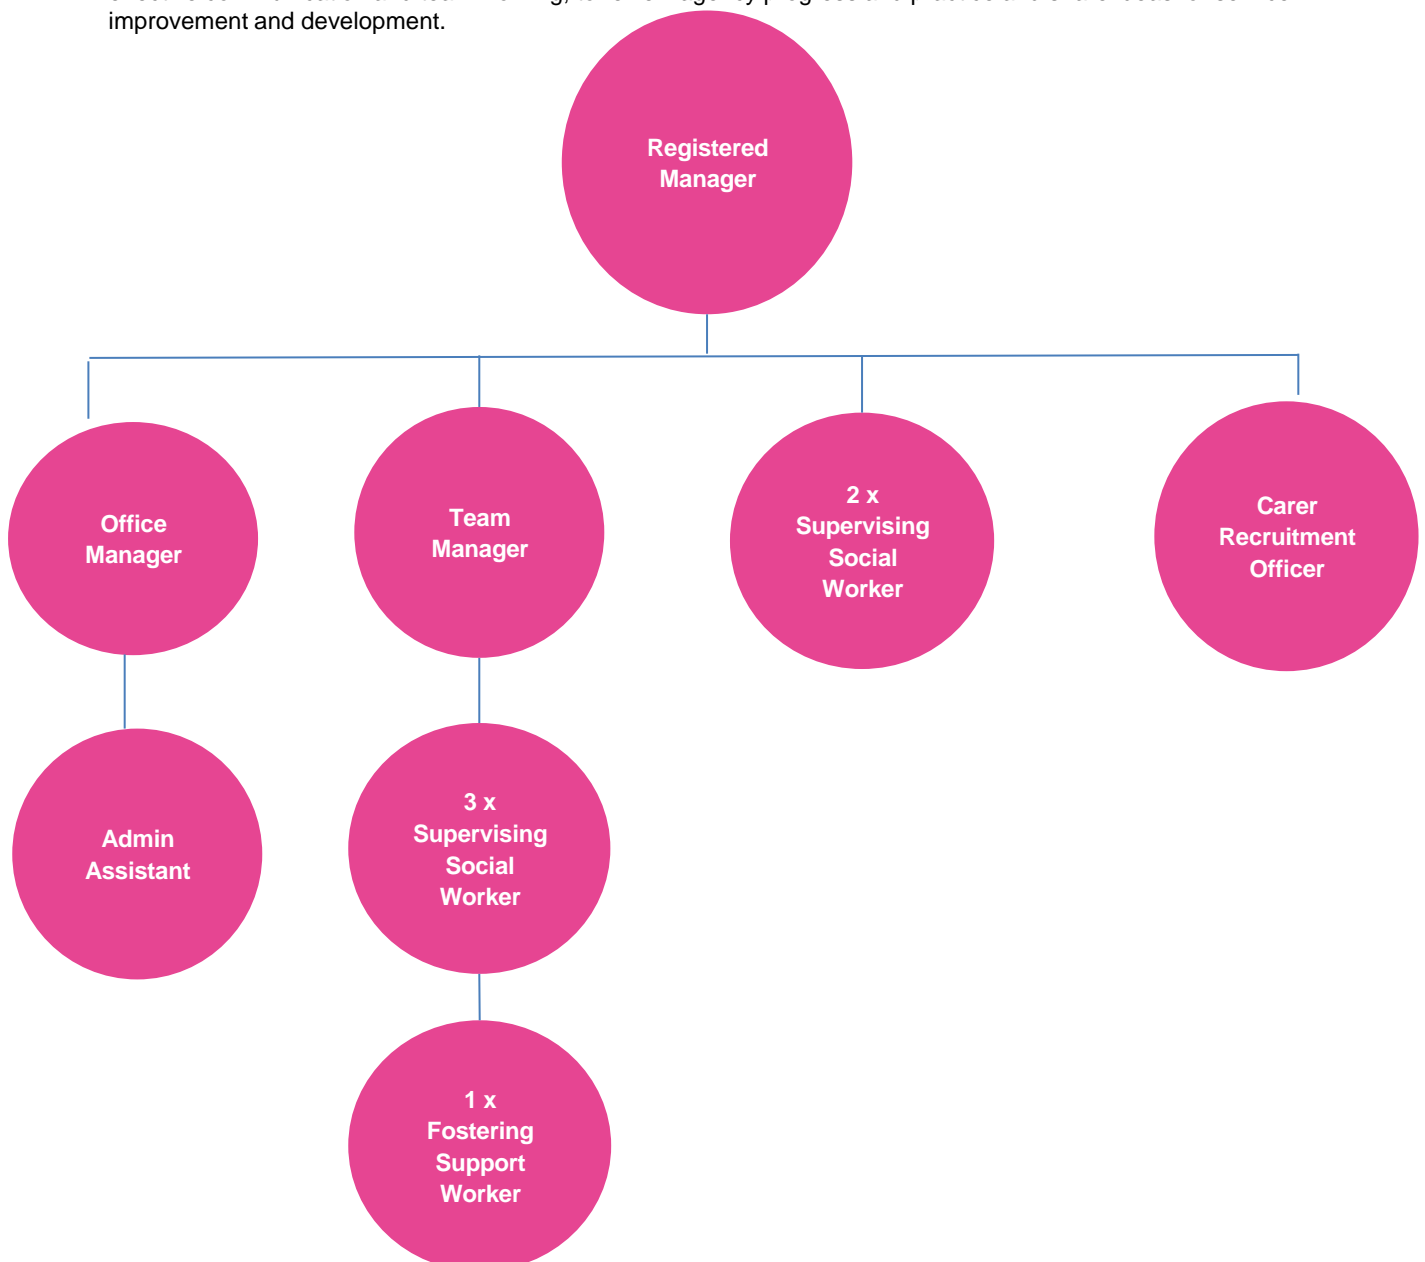 improvement and development.
Registered
Manager
Office
Manager
Team
Manager
2 x
Supervising
Social
Worker
Carer
Recruitment
Officer
Admin
Assistant
3 x
Supervising
Social
Worker
1 x
Fostering
Support
Worker